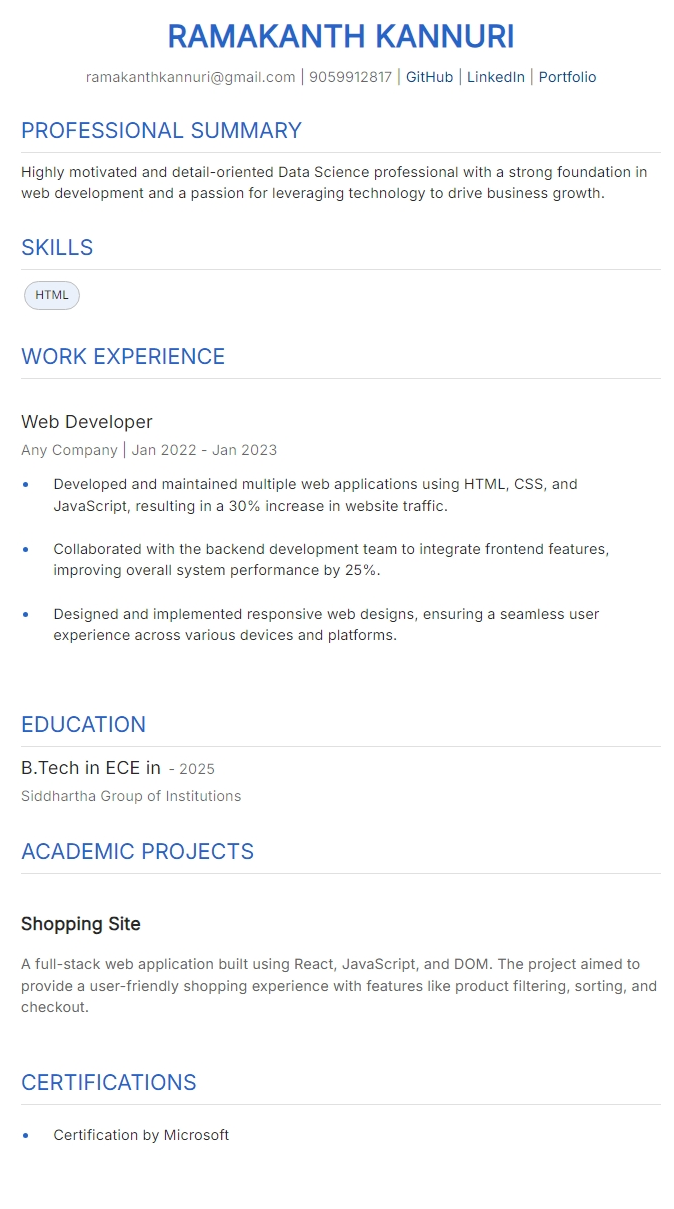 RAMAKANTH KANNURI
ramakanthkannuri@gmail.com | 9059912817 | GitHub | LinkedIn | Portfolio
PROFESSIONAL SUMMARY
Highly motivated and detail-oriented Data Science professional with a strong foundation in
web development and a passion for leveraging technology to drive business growth.
SKILLS
HTML
WORK EXPERIENCE
Web Developer
Any Company | Jan 2022 - Jan 2023
• Developed and maintained multiple web applications using HTML, CSS, and
JavaScript, resulting in a 30% increase in website traffic.
• Collaborated with the backend development team to integrate frontend features,
improving overall system performance by 25%.
• Designed and implemented responsive web designs, ensuring a seamless user
experience across various devices and platforms.
EDUCATION
B.Tech in ECE in - 2025
Siddhartha Group of Institutions
ACADEMIC PROJECTS
Shopping Site
A full-stack web application built using React, JavaScript, and DOM. The project aimed to
provide a user-friendly shopping experience with features like product filtering, sorting, and
checkout.
CERTIFICATIONS
• Certification by Microsoft